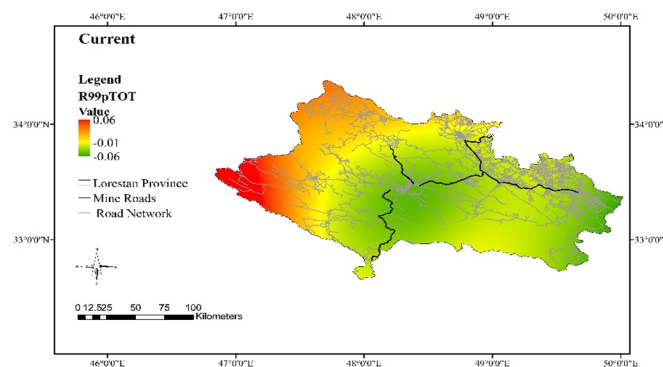 46°0'0"E 47°0'0"E 48°0'0"E 49°0'0"E 50°0'0"E
Current
Legend
R99pTOT
Value
0.06
-0.01
-0.06
Lorestan Province
Mine Roads
Road Network
34°0'0"N
34°0'0"N
33°0'0"N
33°0'0"N
0 12.525 50 75 100
Kilometers
46°0'0"E 47°0'0"E 48°0'0"E 49°0'0"E 50°0'0"E